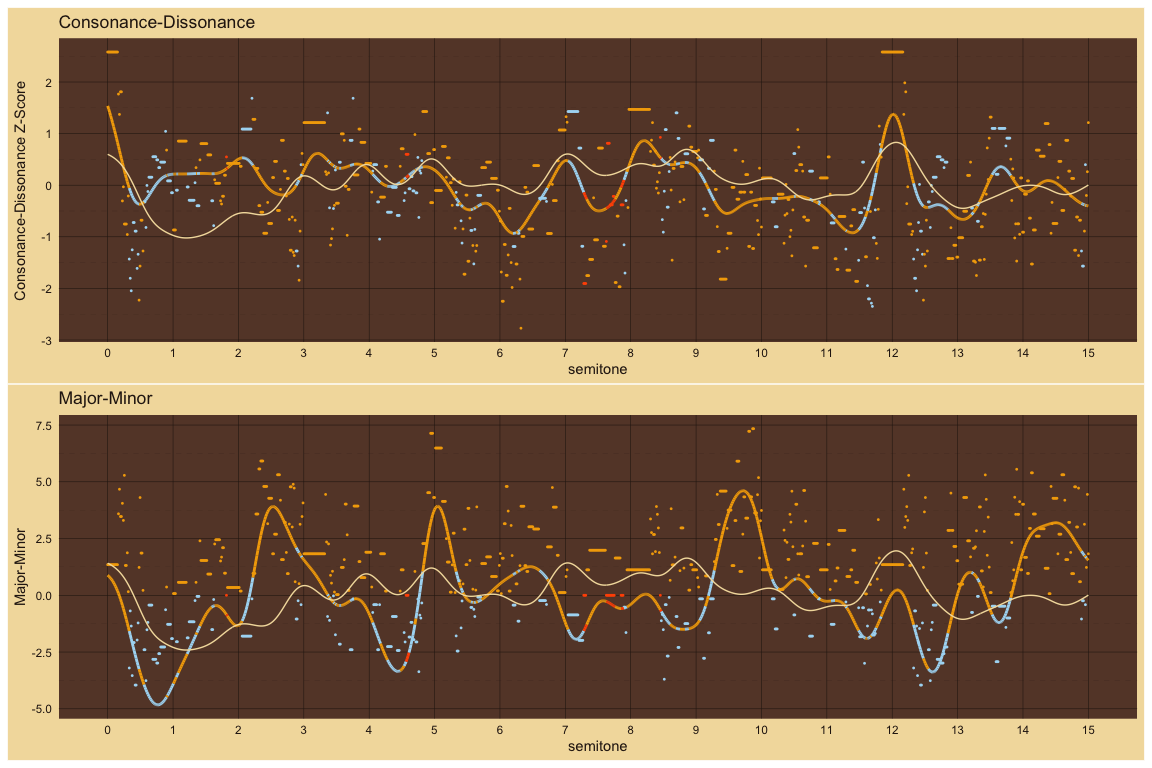 Consonance-Dissonance
Consonance-Dissonance Z-Score
2
1
0
-1
-2
-3
0 1 2 3 4 5 6 7 8 9 10 11 12 13 14 15
semitone
Major-Minor
Major-Minor
7.5
5.0
2.5
0.0
-2.5
-5.0
0 1 2 3 4 5 6 7 8 9 10 11 12 13 14 15
semitone